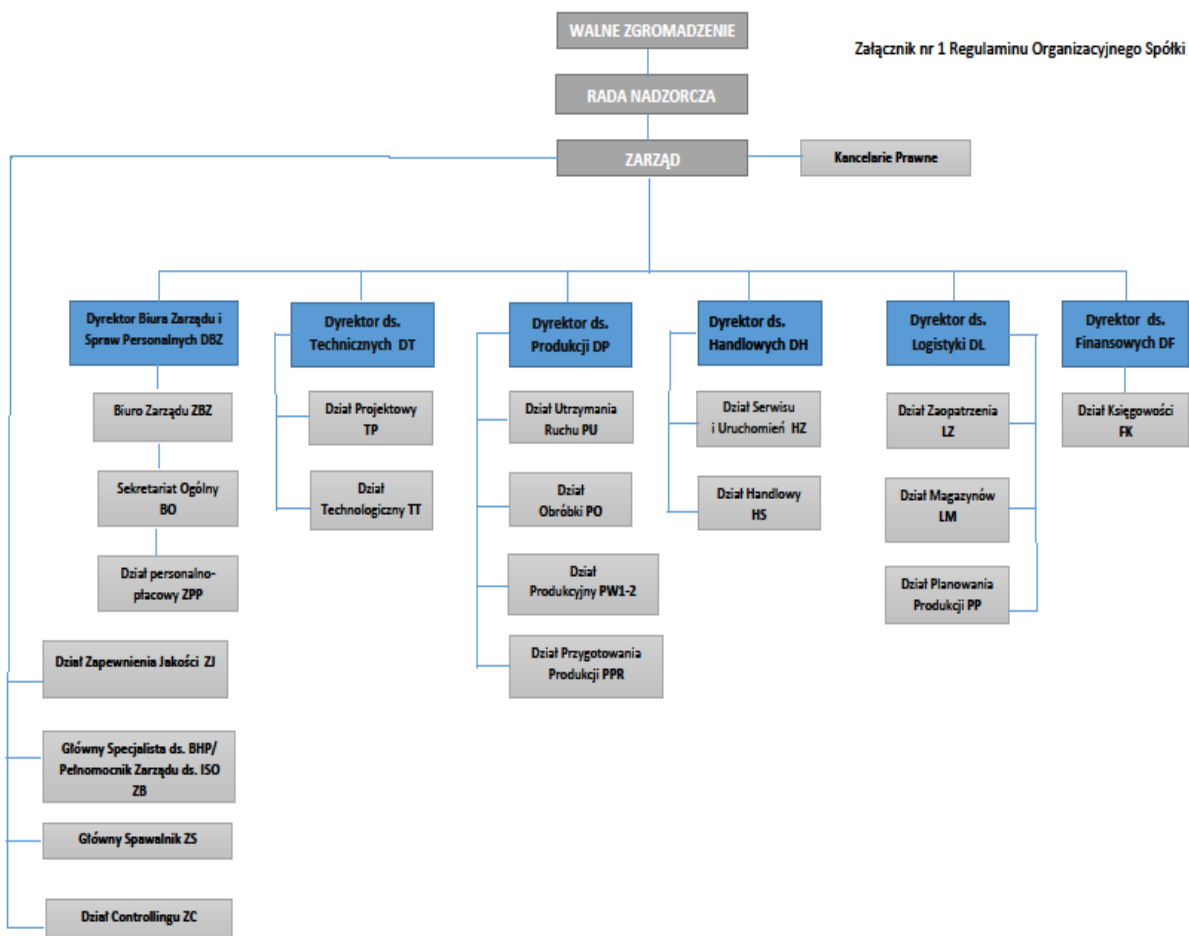 WALNE ZGROMADZENIE
Załącznik nr 1 Regulaminu Organizacyjnego Spółki
RADA NADZORCZA
ZARZĄD
Kancelarie Prawne
Dyrektor Biura Zarządu i
Spraw Personalnych DBZ
Dyrektor ds.
Technicznych DT
Dyrektor ds.
Produkcji DP
Dyrektor ds.
Handlowych DH
Dyrektor ds.
Logistyki DL
Dyrektor ds.
Finansowych DF
Biuro Zarządu ZBZ
Sekretariat Ogólny
BO
Dział personalno-
płacowy ZPP
Dział Projektowy
TP
Dział
Technologiczny TT
Dział Utrzymania
Ruchu PU
Dział
Obróbki PO
Dział
Produkcyjny PW1-2
Dział Przygotowania
Produkcji PPR
Dział Serwisu
i Uruchomień HZ
Dział Handlowy
HS
Dział Zaopatrzenia
LZ
Dział Magazynów
LM
Dział Planowania
Produkcji PP
Dział Księgowości
FK
Dział Zapewnienia Jakości ZJ
Główny Specjalista ds. BHP/
Pełnomocnik Zarządu ds. ISO
ZB
Główny Spawalnik ZS
Dział Controllingu ZC